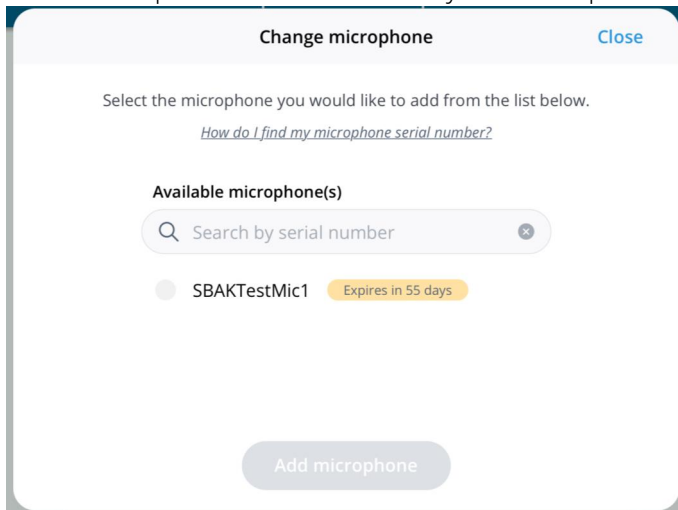 Change microphone
Close
Select the microphone you would like to add from the list below.
How do I find my microphone serial number?
Available microphone(s)
Search by serial number
SBAKTestMic1
Expires in 55 days
Add microphone